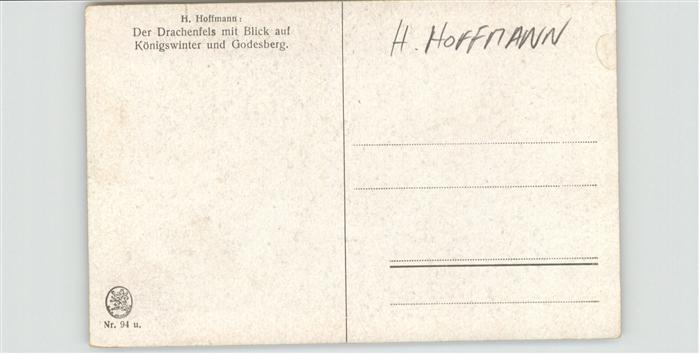 H. Hoffmann:
Der Drachenfels mit Blick auf
Königswinter und Godesberg.
H. HOFFMANN
Nr. 94 u.